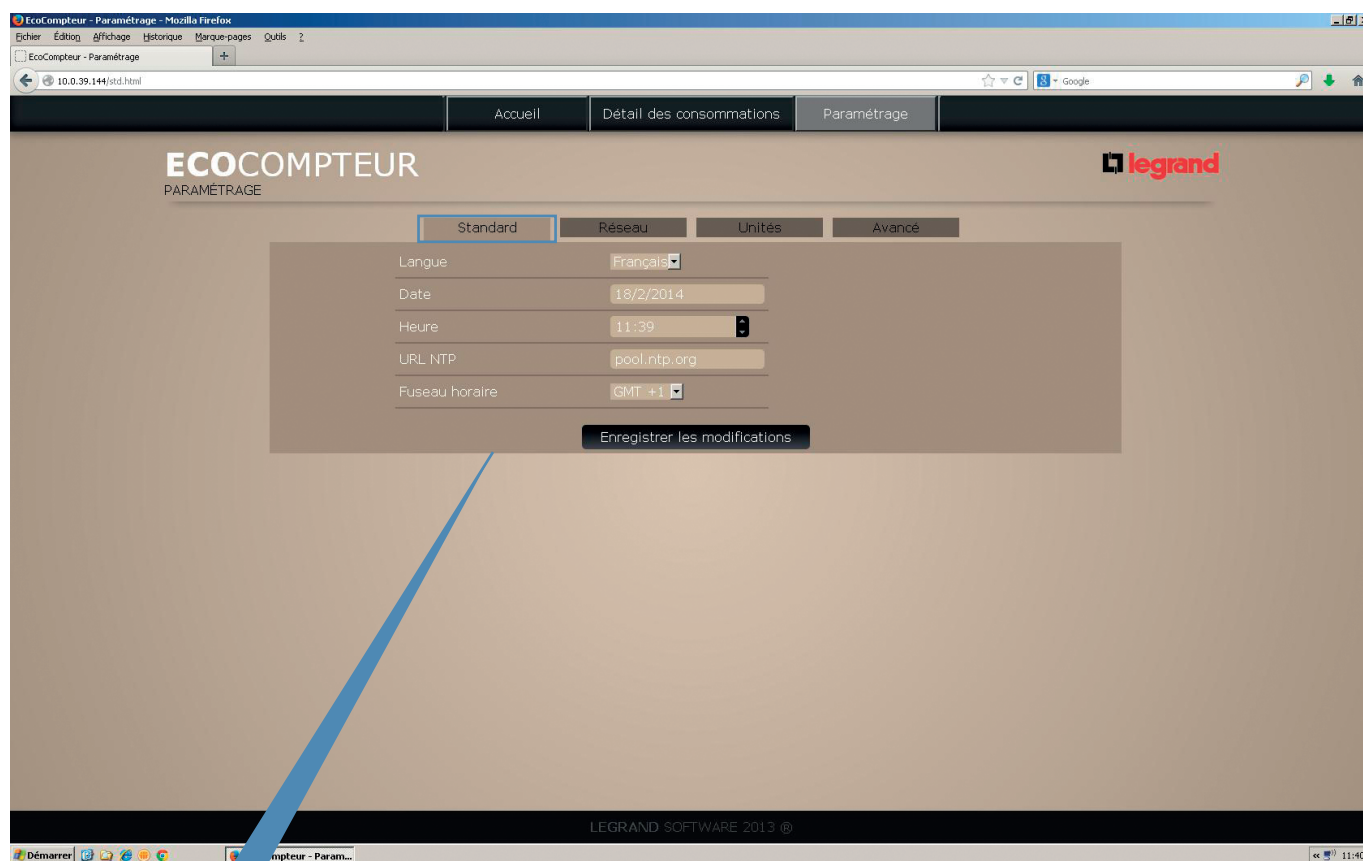 EcoCompteur - Paramétrage - Mozilla Firefox
Fichier Édition Affichage Historique Marque-pages Outils ?
EcoCompteur - Paramétrage +
10.0.39.144/std.html
Google
Accueil Détail des consommations Paramétrage
ECOCOMPTEUR
legrand
PARAMÉTRAGE
Standard Réseau Unités Avancé
Langue Français
Date 18/2/2014
Heure 11:39
URL NTP pool.ntp.org
Fuseau horaire GMT +1
Enregistrer les modifications
LEGRAND SOFTWARE 2013 ®
Démarrer mpteur - Param... « 11:40